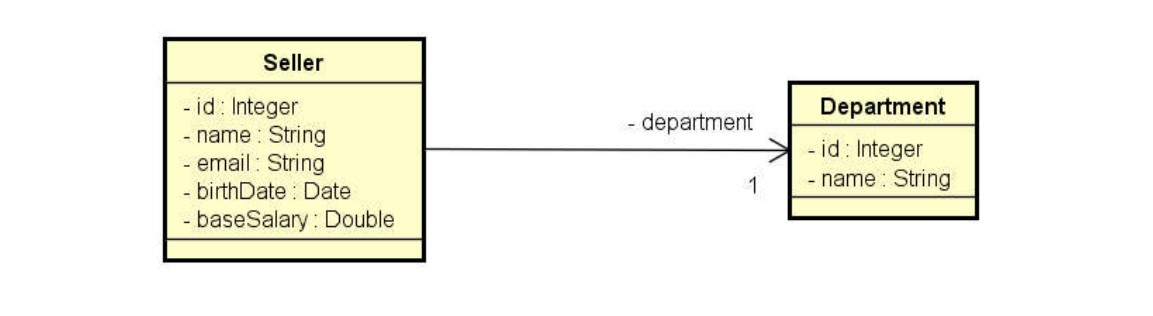 Seller
- id : Integer
- name : String
- email : String
- birthDate : Date
- baseSalary : Double
- department
1
Department
- id : Integer
- name : String